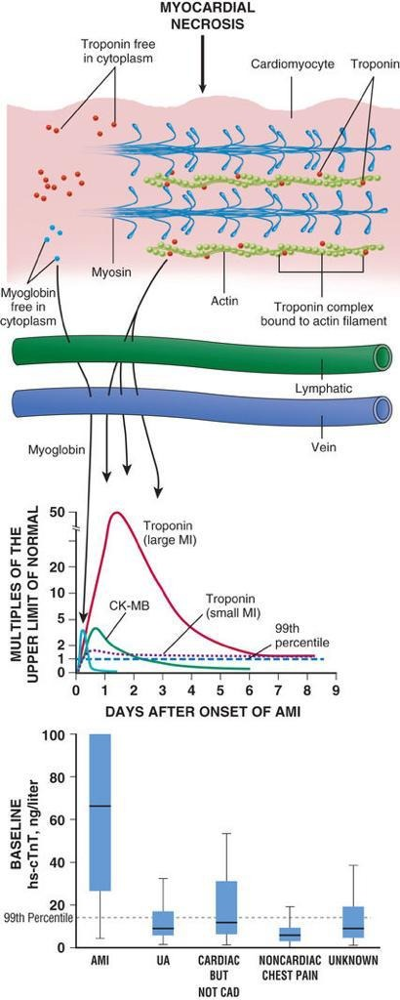 MYOCARDIAL
NECROSIS
Troponin free
in cytoplasm
Cardiomyocyte
Troponin
Myosin
Myoglobin
free in
cytoplasm
Actin
Troponin complex
bound to actin filament
Lymphatic
Myoglobin
Vein
MULTIPLES OF THE
UPPER LIMIT OF NORMAL
50
20
10
5
2
1
0
Troponin
(large MI)
CK-MB
Troponin
(small MI)
99th
percentile
0 1 2 3 4 5 6 7 8 9
DAYS AFTER ONSET OF AMI
BASELINE
hs-cTnT, ng/liter
100
80
60
40
20
0
99th Percentile
AMI
UA
CARDIAC
BUT
NOT CAD
NONCARDIAC
CHEST PAIN
UNKNOWN